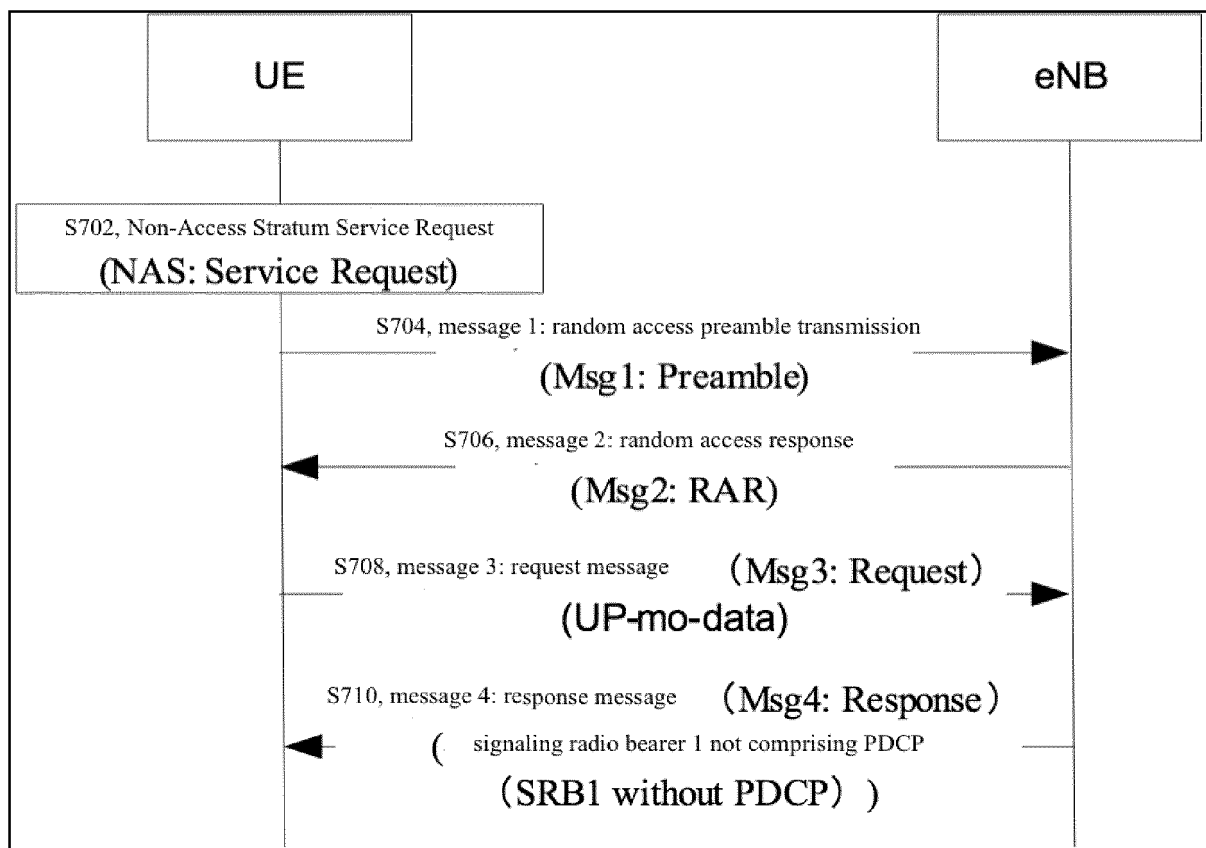 UE
eNB
S702, Non-Access Stratum Service Request
(NAS: Service Request)
S704, message 1: random access preamble transmission
(Msg1: Preamble)
S706, message 2: random access response
(Msg2: RAR)
S708, message 3: request message （Msg3: Request）
(UP-mo-data)
S710, message 4: response message （Msg4: Response）
( signaling radio bearer 1 not comprising PDCP
（SRB1 without PDCP） )